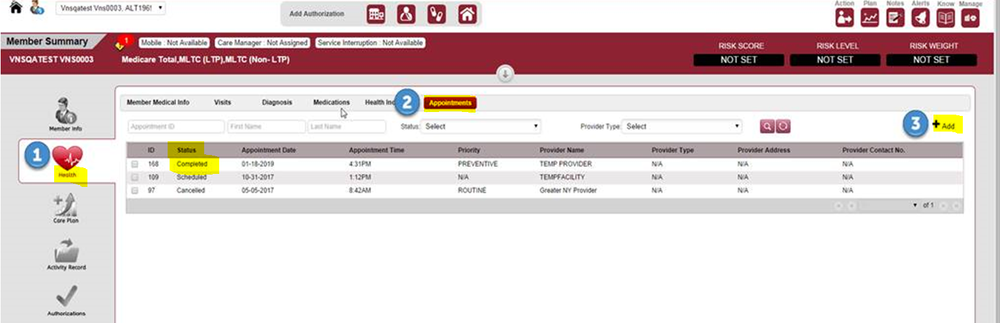 Vnsqatest Vns0003, ALT196!
Add Authorization
Action Plan Notes Alerts Know Manage
Member Summary
1
Mobile : Not Available Care Manager : Not Assigned Service Interruption : Not Available
RISK SCORE RISK LEVEL RISK WEIGHT
VNSQATEST VNS0003 Medicare Total,MLTC (LTP),MLTC (Non- LTP)
NOT SET NOT SET NOT SET
Member Medical Info Visits Diagnosis Medications Health Inc 2 Appointments
Member Info
Appointment ID First Name Last Name Status: Select Provider Type: Select 3 Add
1
Health
ID Status Appointment Date Appointment Time Priority Provider Name Provider Type Provider Address Provider Contact No.
168 Completed 01-18-2019 4:31PM PREVENTIVE TEMP PROVIDER N/A N/A N/A
109 Scheduled 10-31-2017 1:12PM N/A TEMPFACILITY N/A N/A N/A
97 Cancelled 05-05-2017 8:42AM ROUTINE Greater NY Provider N/A N/A N/A
of 1
Care Plan
Activity Record
Authorizations